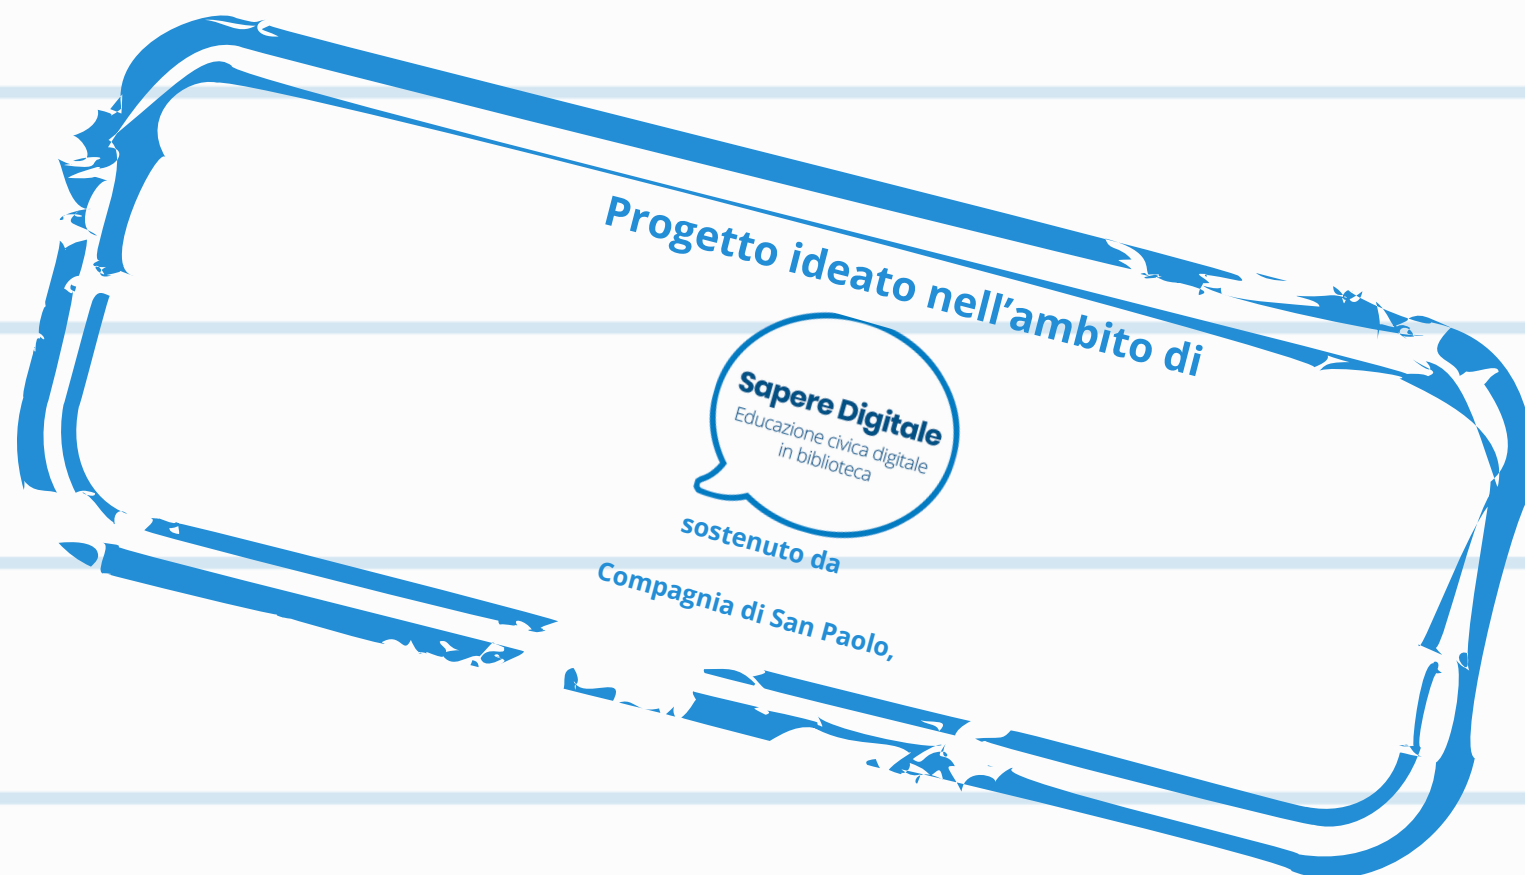 Progetto ideato nell’ambito di
Sapere Digitale
Educazione civica digitale
in biblioteca
sostenuto da
Compagnia di San Paolo,